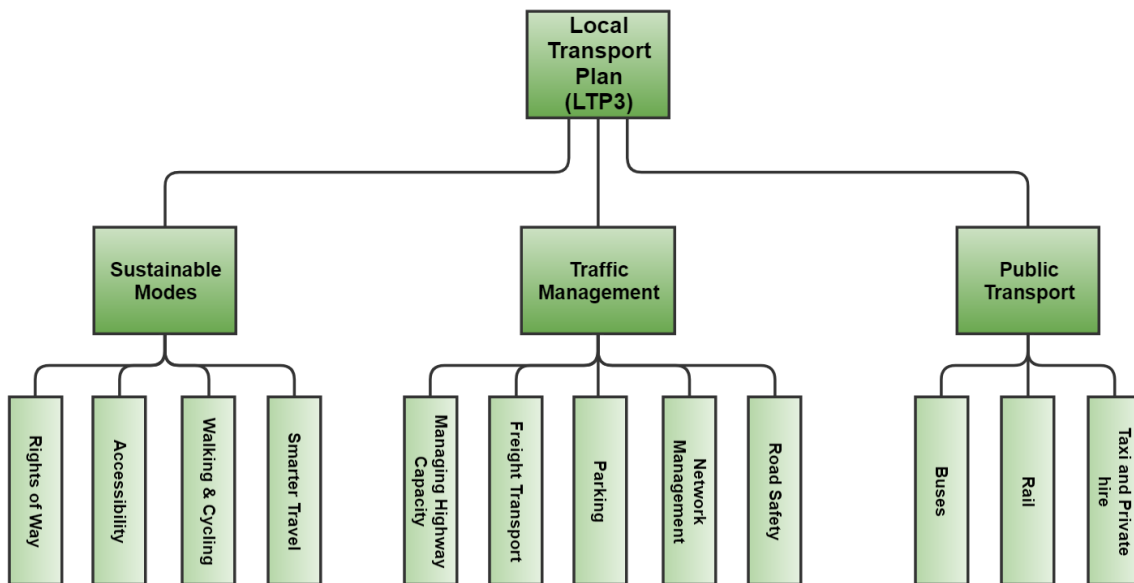 Local
Transport
Plan
(LTP3)
Sustainable
Modes
Traffic
Management
Public
Transport
Rights of Way
Accessibility
Walking & Cycling
Smarter Travel
Managing Highway
Capacity
Freight Transport
Parking
Network
Management
Road Safety
Buses
Rail
Taxi and Private
hire